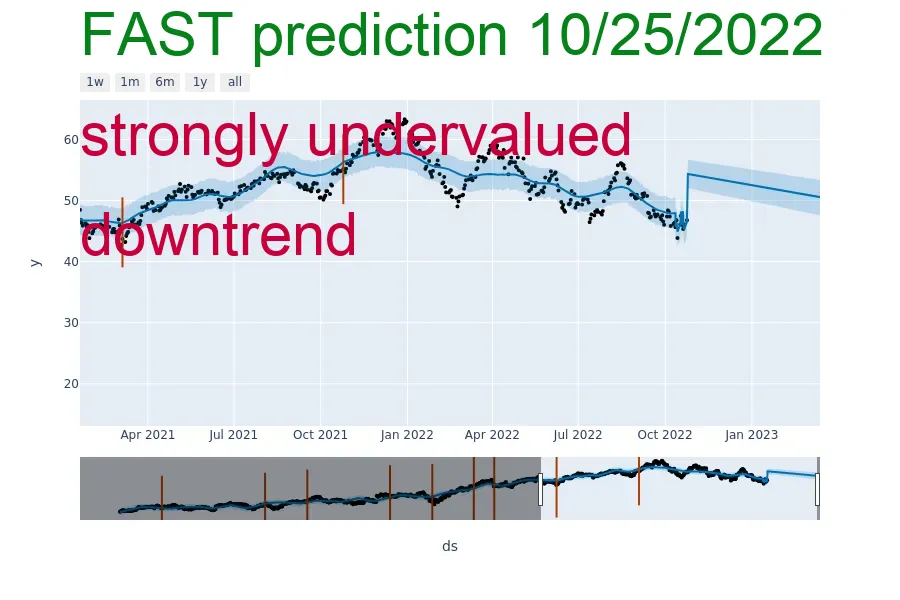 FAST prediction 10/25/2022
1w 1m 6m 1y all
strongly undervalued
downtrend
y
60
50
40
30
20
Apr 2021 Jul 2021 Oct 2021 Jan 2022 Apr 2022 Jul 2022 Oct 2022 Jan 2023
ds